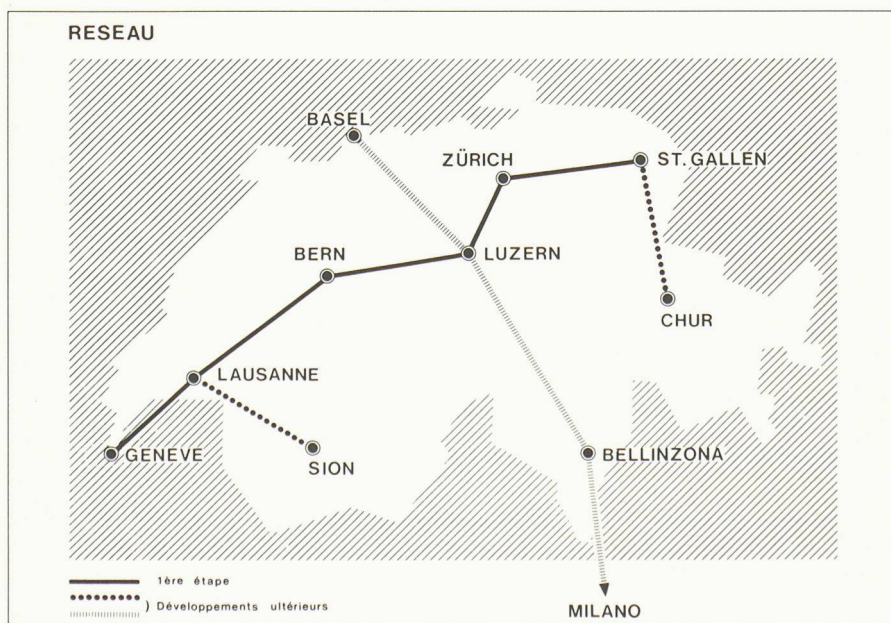 RESEAU
BASEL
ZÜRICH
ST. GALLEN
BERN
LUZERN
CHUR
LAUSANNE
GENEVE
SION
BELLINZONA
1ère étape
) Développements ultérieurs
MILANO